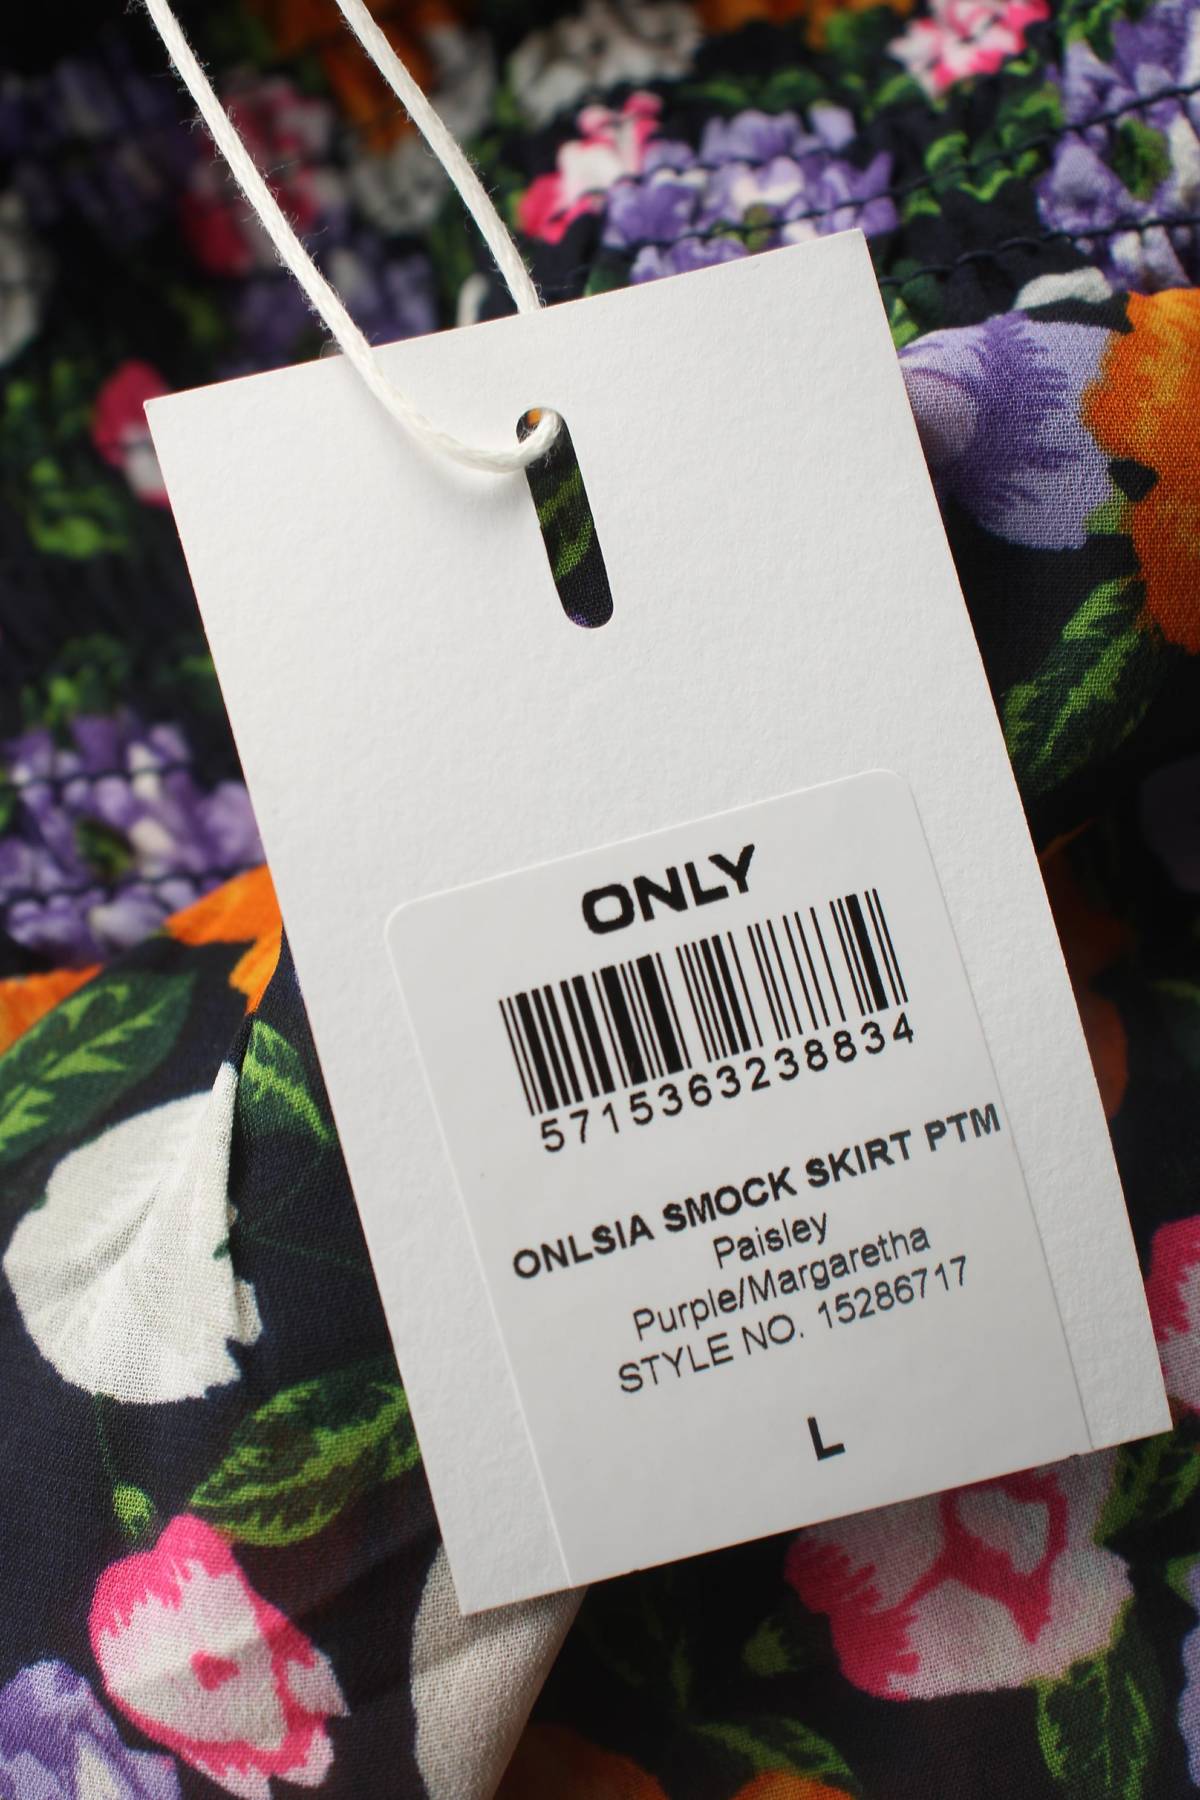 ONLY
5715363238834
ONLSIA SMOCK SKIRT PTM
Paisley
Purple/Margaretha
STYLE NO. 15286717
L